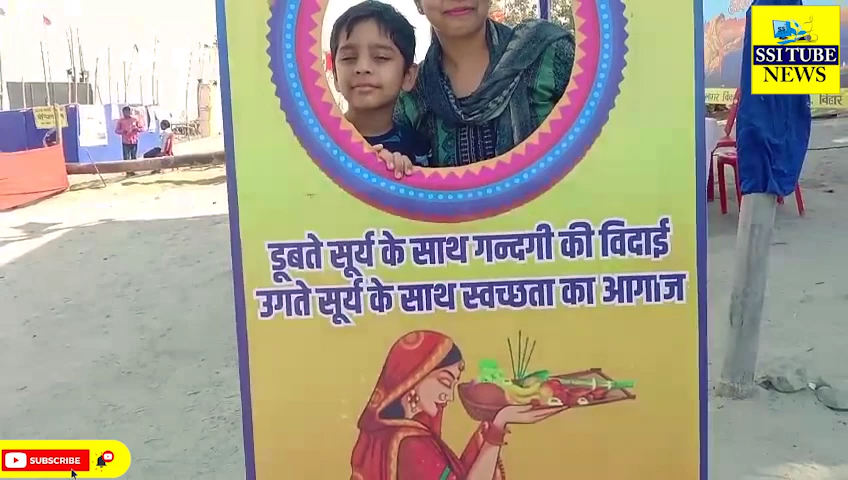 SSI TUBE
NEWS
डूबते सूर्य के साथ गन्दगी की विदाई
उगते सूर्य के साथ स्वच्छता का आगाज
SUBSCRIBE